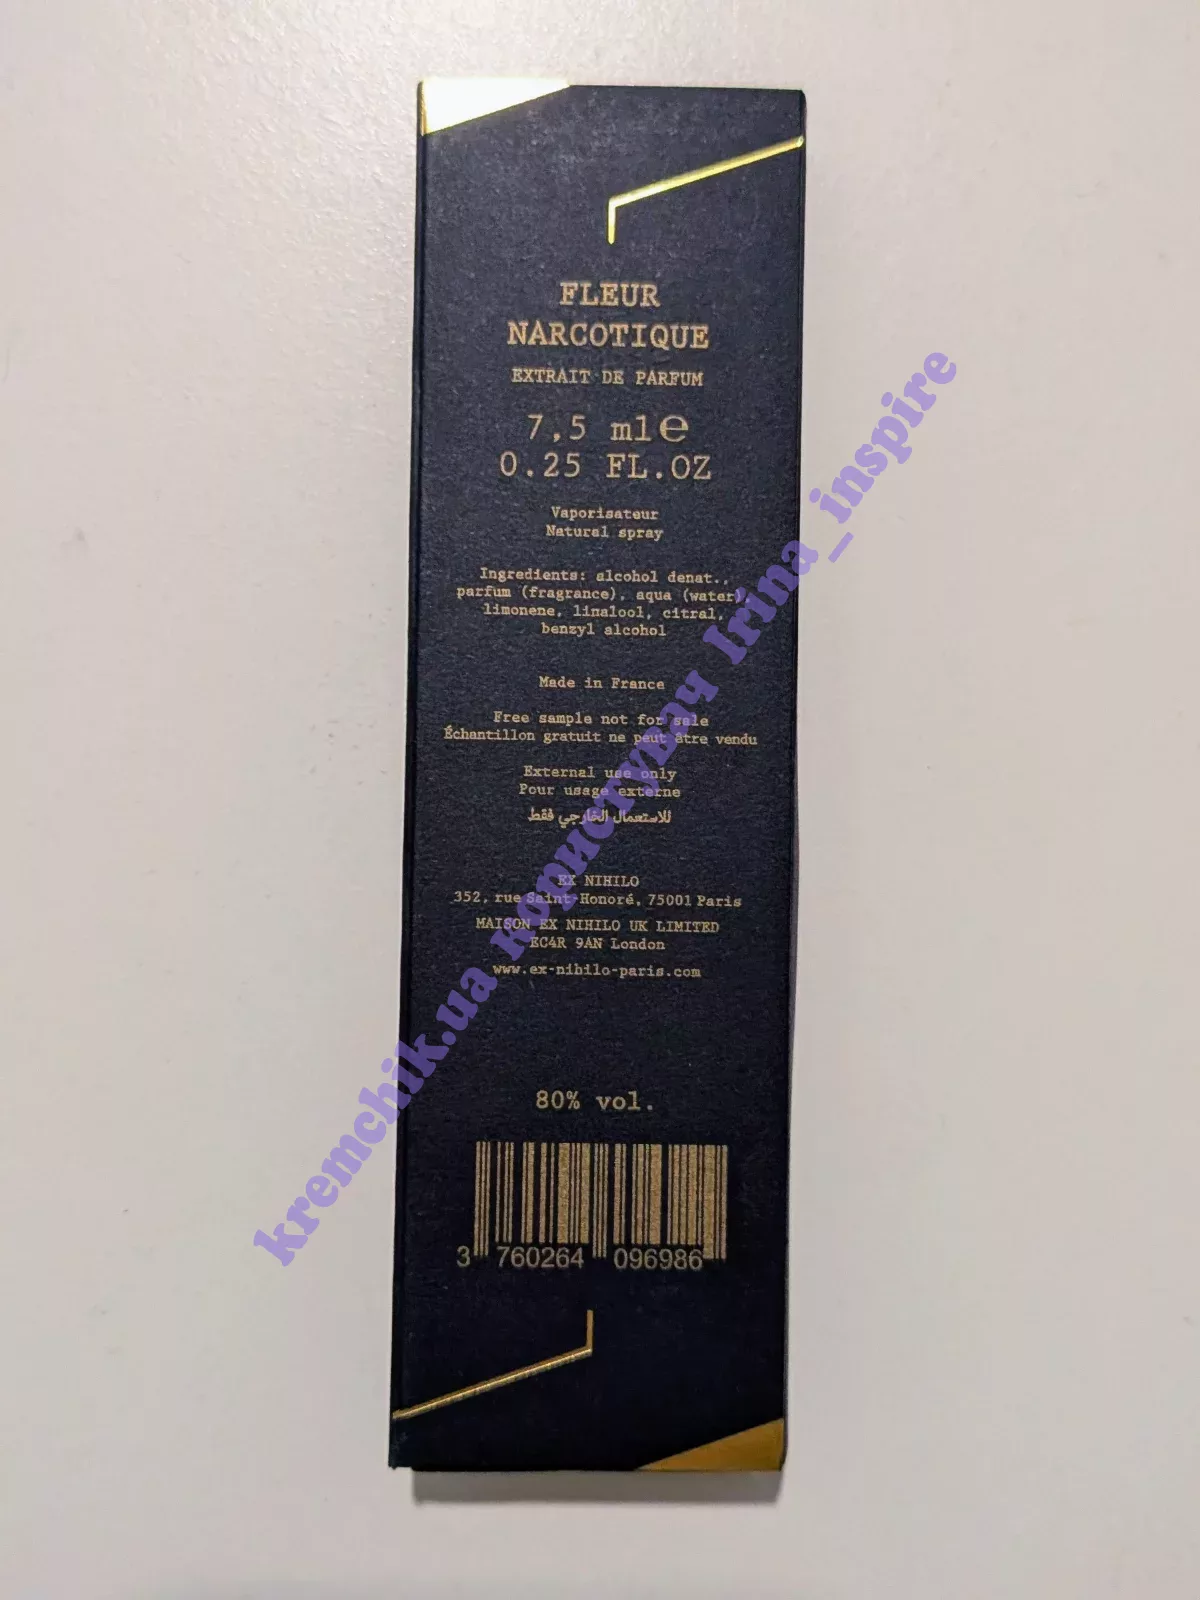 FLEUR
NARCOTIQUE
EXTRAIT DE PARFUM
7,5 ml℮
0.25 FL.OZ
Vaporisateur
Natural spray
Ingredients: alcohol denat.,
parfum (fragrance), aqua (water),
limonene, linalool, citral,
benzyl alcohol
Made in France
Free sample not for sale
Échantillon gratuit ne peut être vendu
External use only
Pour usage externe
للاستعمال الخارجي فقط
EX NIHILO
352, rue Saint-Honoré, 75001 Paris
MAISON EX NIHILO UK LIMITED
EC4R 9AN London
www.ex-nihilo-paris.com
80% vol.
3 760264 096986
kremchik.ua користувач Irina_inspire